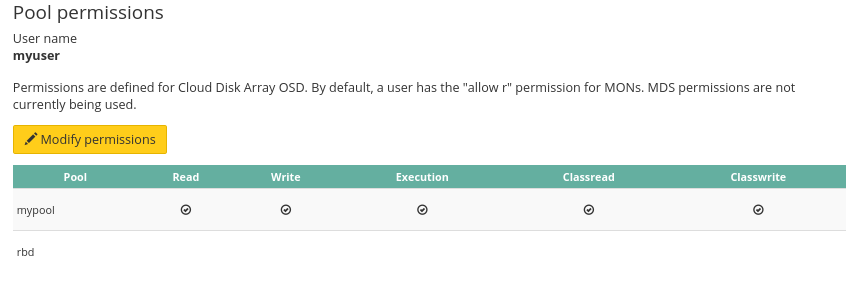 Pool permissions
User name
myuser
Permissions are defined for Cloud Disk Array OSD. By default, a user has the "allow r" permission for MONs. MDS permissions are not
currently being used.
Modify permissions
Pool Read Write Execution Classread Classwrite
mypool
rbd